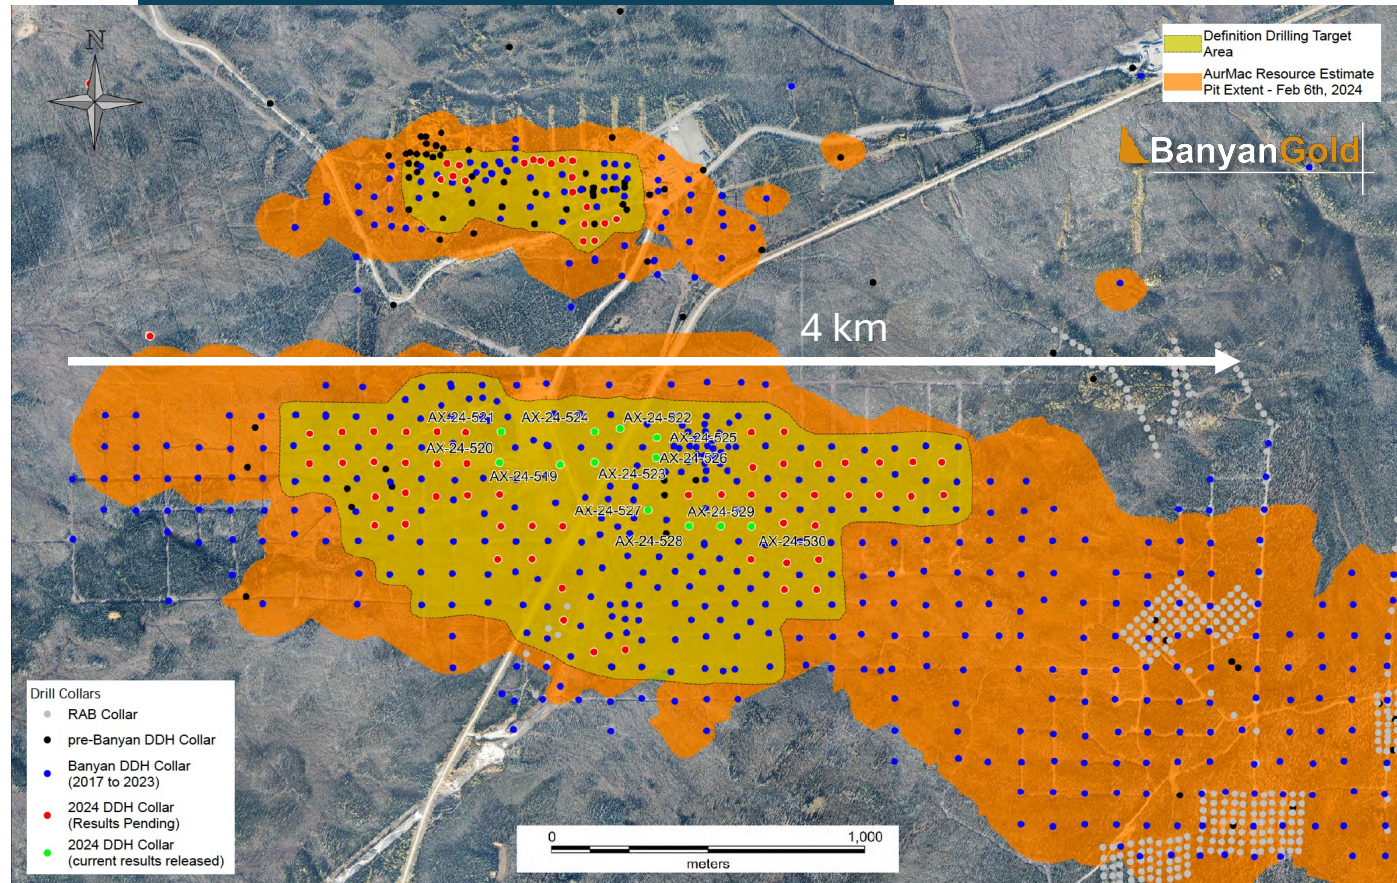 N
Definition Drilling Target
Area
AurMac Resource Estimate
Pit Extent - Feb 6th, 2024
BanyanGold
4 km
AX-24-521
AX-24-524
AX-24-522
AX-24-520
AX-24-525
AX-24-526
AX-24-519
AX-24-523
AX-24-527
AX-24-529
AX-24-528
AX-24-530
Drill Collars
RAB Collar
pre-Banyan DDH Collar
Banyan DDH Collar
(2017 to 2023)
2024 DDH Collar
(Results Pending)
2024 DDH Collar
(current results released)
0
1,000
meters